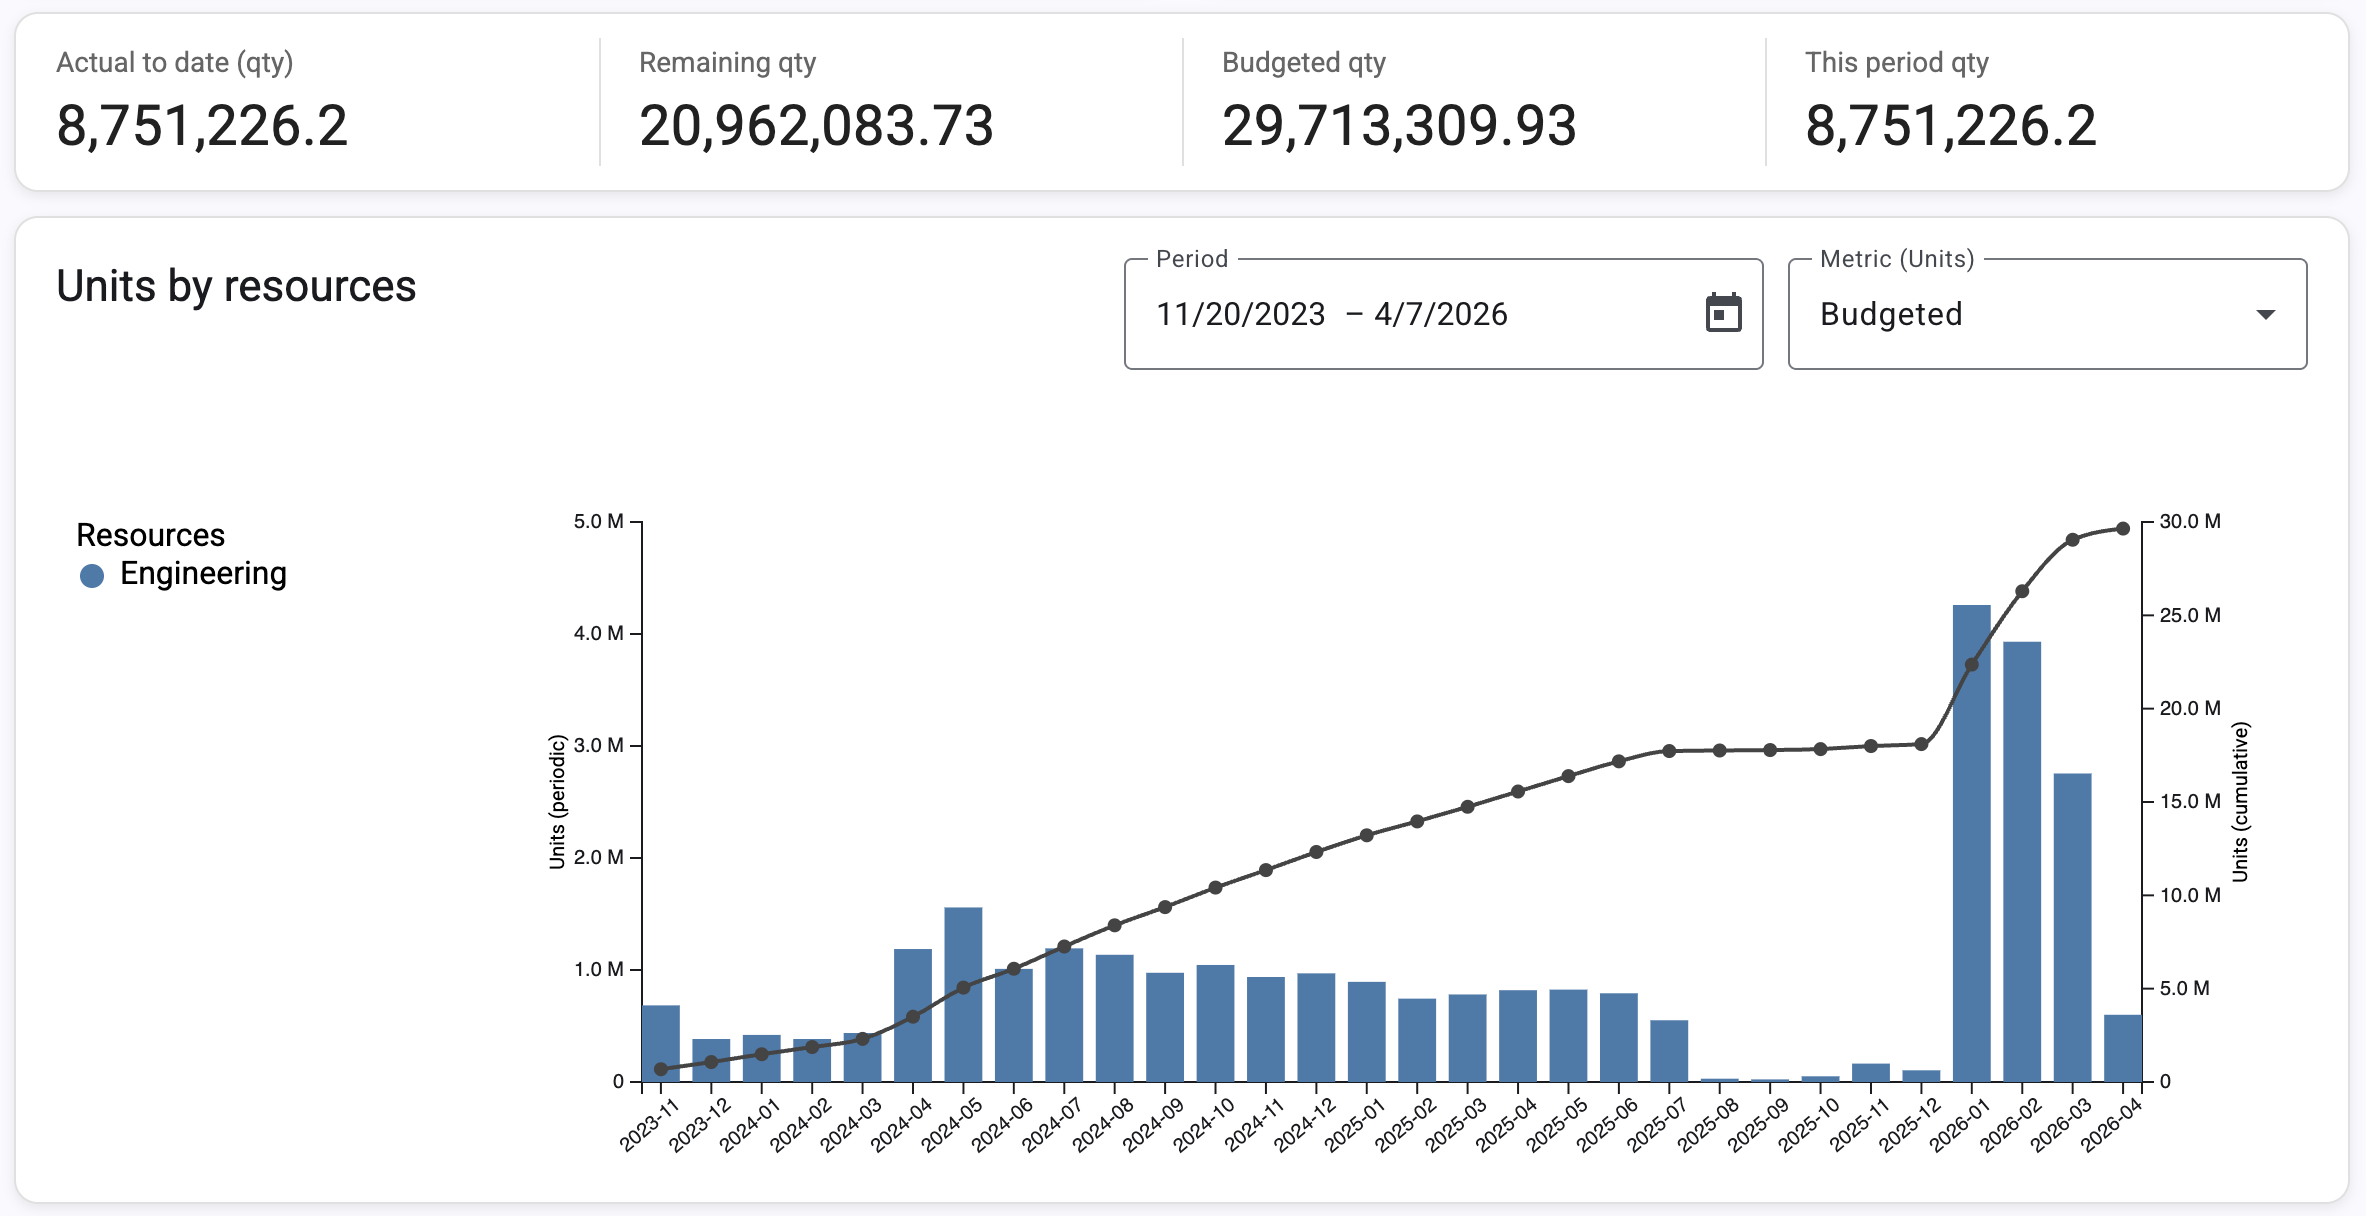 Actual to date (qty)
8,751,226.2
Remaining qty
20,962,083.73
Budgeted qty
29,713,309.93
This period qty
8,751,226.2
Units by resources
Period
11/20/2023 – 4/7/2026
Metric (Units)
Budgeted
Resources
Engineering
Units (periodic)
5.0 M
4.0 M
3.0 M
2.0 M
1.0 M
0
30.0 M
25.0 M
20.0 M
15.0 M
10.0 M
5.0 M
0
Units (cumulative)
2023-11
2023-12
2024-01
2024-02
2024-03
2024-04
2024-05
2024-06
2024-07
2024-08
2024-09
2024-10
2024-11
2024-12
2025-01
2025-02
2025-03
2025-04
2025-05
2025-06
2025-07
2025-08
2025-09
2025-10
2025-11
2025-12
2026-01
2026-02
2026-03
2026-04